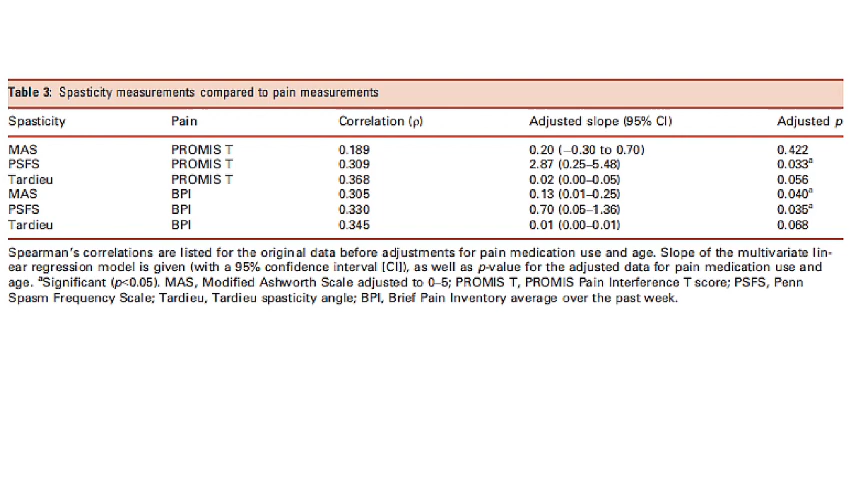 Table 3: Spasticity measurements compared to pain measurements
Spasticity Pain Correlation (ρ) Adjusted slope (95% CI) Adjusted p
MAS PROMIS T 0.189 0.20 (−0.30 to 0.70) 0.422
PSFS PROMIS T 0.309 2.87 (0.25–5.48) 0.033a
Tardieu PROMIS T 0.368 0.02 (0.00–0.05) 0.056
MAS BPI 0.305 0.13 (0.01–0.25) 0.040a
PSFS BPI 0.330 0.70 (0.05–1.36) 0.035a
Tardieu BPI 0.345 0.01 (0.00–0.01) 0.068
Spearman's correlations are listed for the original data before adjustments for pain medication use and age. Slope of the multivariate lin-
ear regression model is given (with a 95% confidence interval [CI]), as well as p-value for the adjusted data for pain medication use and
age. aSignificant (p<0.05). MAS, Modified Ashworth Scale adjusted to 0–5; PROMIS T, PROMIS Pain Interference T score; PSFS, Penn
Spasm Frequency Scale; Tardieu, Tardieu spasticity angle; BPI, Brief Pain Inventory average over the past week.